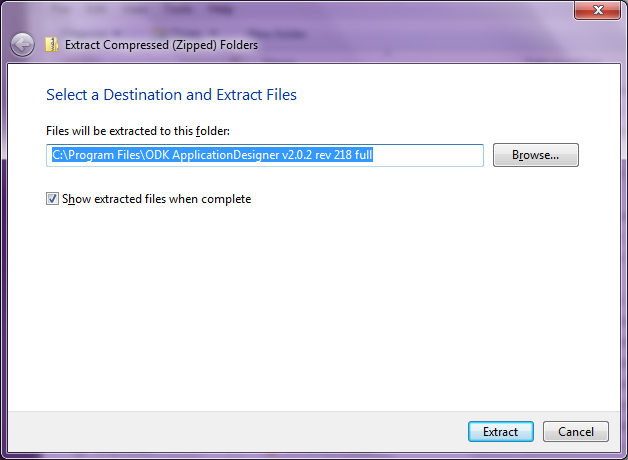 Extract Compressed (Zipped) Folders
Select a Destination and Extract Files
Files will be extracted to this folder:
C:\Program Files\ODK ApplicationDesigner v2.0.2 rev 218 full
Browse...
Show extracted files when complete
Extract
Cancel